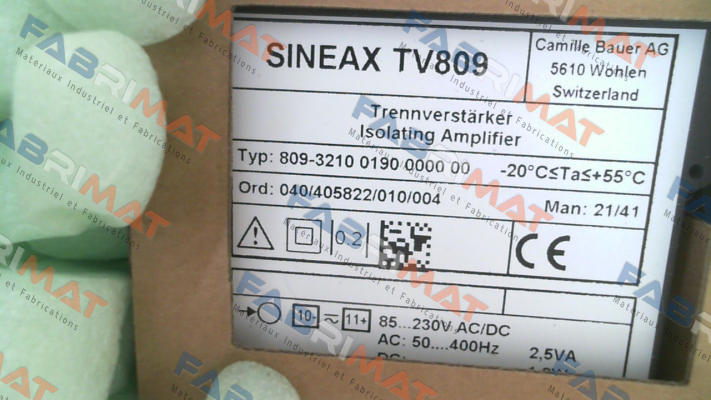 SINEAX TV809
Camille Bauer AG
5610 Wohlen
Switzerland
Trennverstärker
Isolating Amplifier
Typ: 809-3210 0190 0000 00 -20°C≤Ta≤+55°C
Ord: 040/405822/010/004 Man: 21/41
0.2 CE
10- 11+ 85...230V AC/DC
AC: 50....400Hz 2,5VA
FABRIMAT
Materiaux Industriel et Fabrications